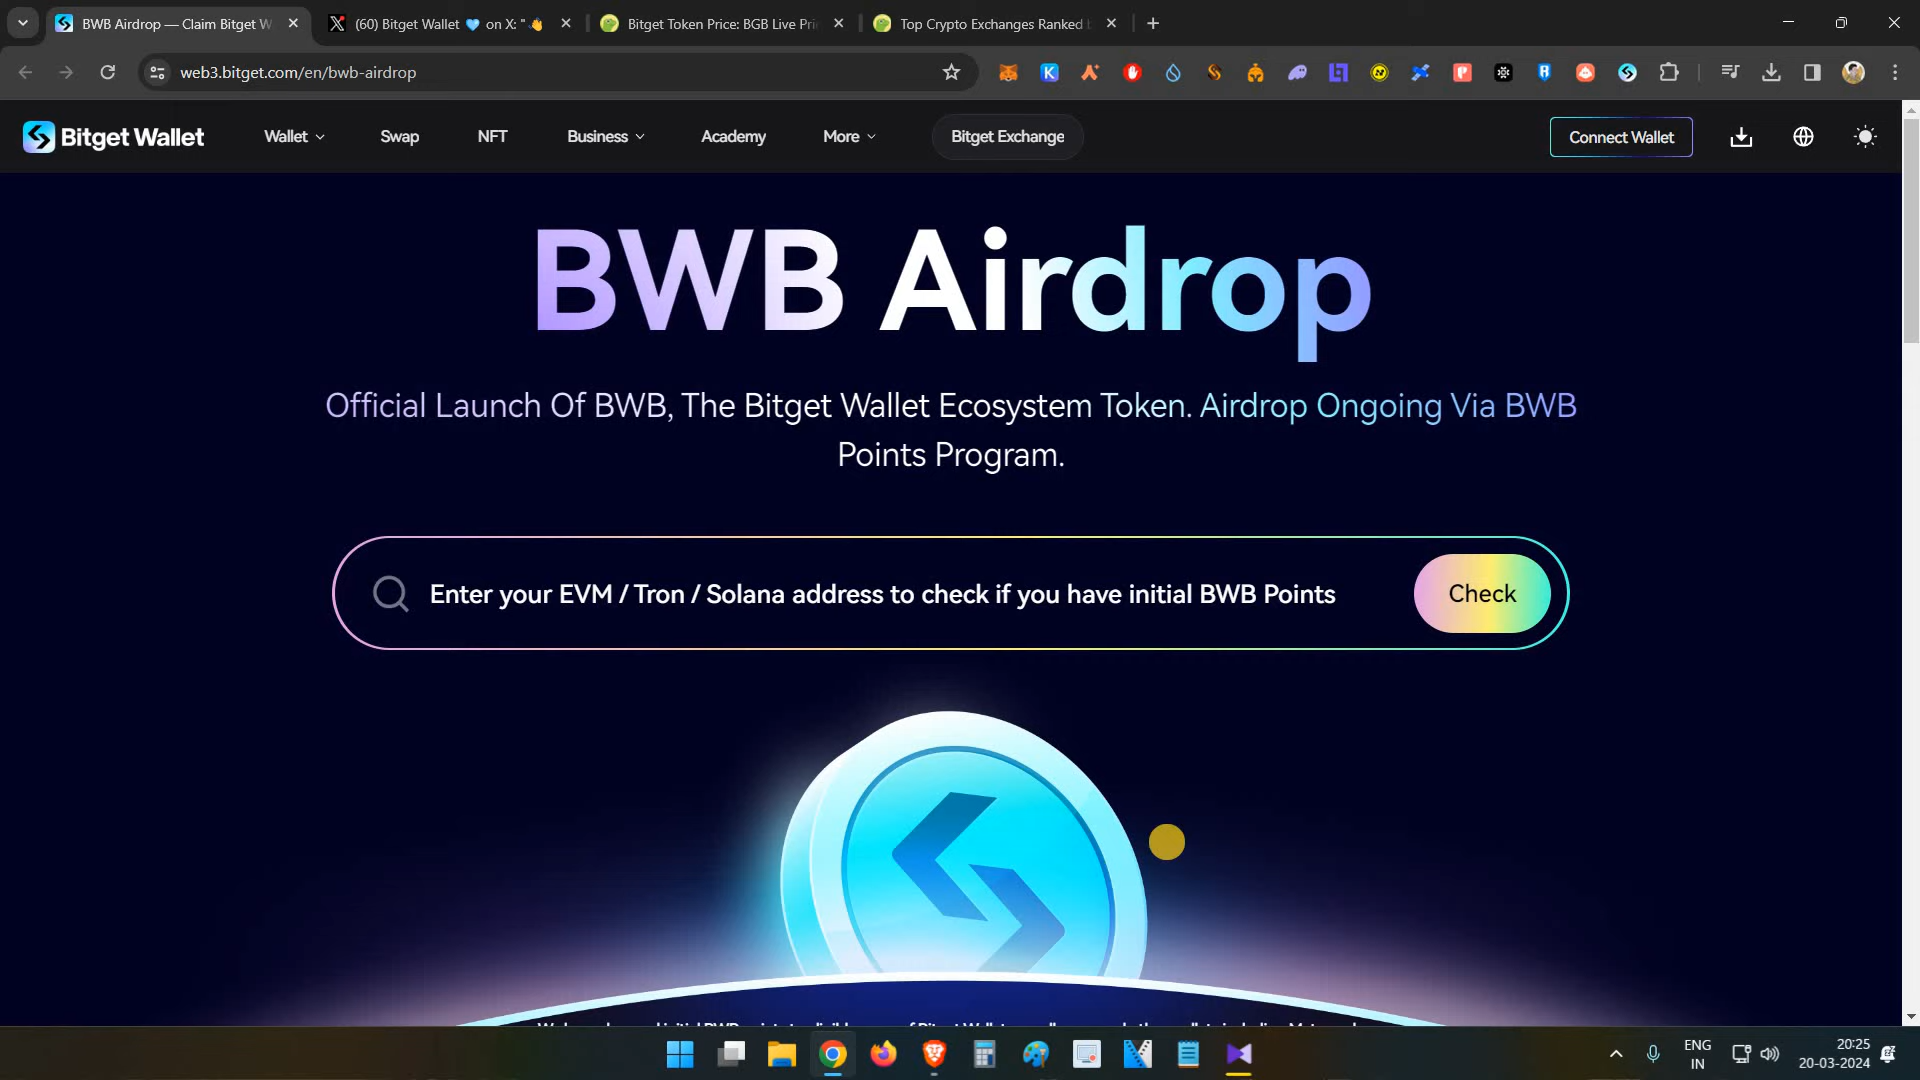 BWB Airdrop — Claim Bitget W
(60) Bitget Wallet 🩵 on X: "👋
Bitget Token Price: BGB Live Pri
Top Crypto Exchanges Ranked b
web3.bitget.com/en/bwb-airdrop
Bitget Wallet
Wallet
Swap
NFT
Business
Academy
More
Bitget Exchange
Connect Wallet
BWB Airdrop
Official Launch Of BWB, The Bitget Wallet Ecosystem Token. Airdrop Ongoing Via BWB
Points Program.
Enter your EVM / Tron / Solana address to check if you have initial BWB Points
Check
ENG
IN
20:25
20-03-2024